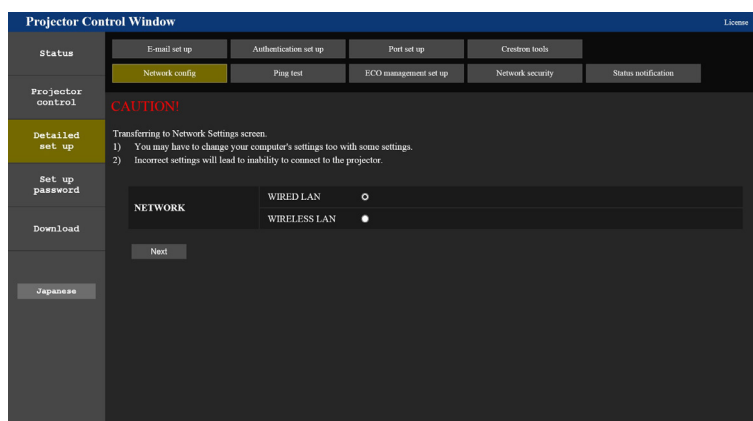 Projector Control Window
License
Status
E-mail set up
Authentication set up
Port set up
Crestron tools
Network config
Ping test
ECO management set up
Network security
Status notification
Projector
control
CAUTION!
Detailed
set up
Transferring to Network Settings screen.
1) You may have to change your computer's settings too with some settings.
2) Incorrect settings will lead to inability to connect to the projector.
Set up
password
NETWORK
WIRED LAN
WIRELESS LAN
Download
Next
Japanese